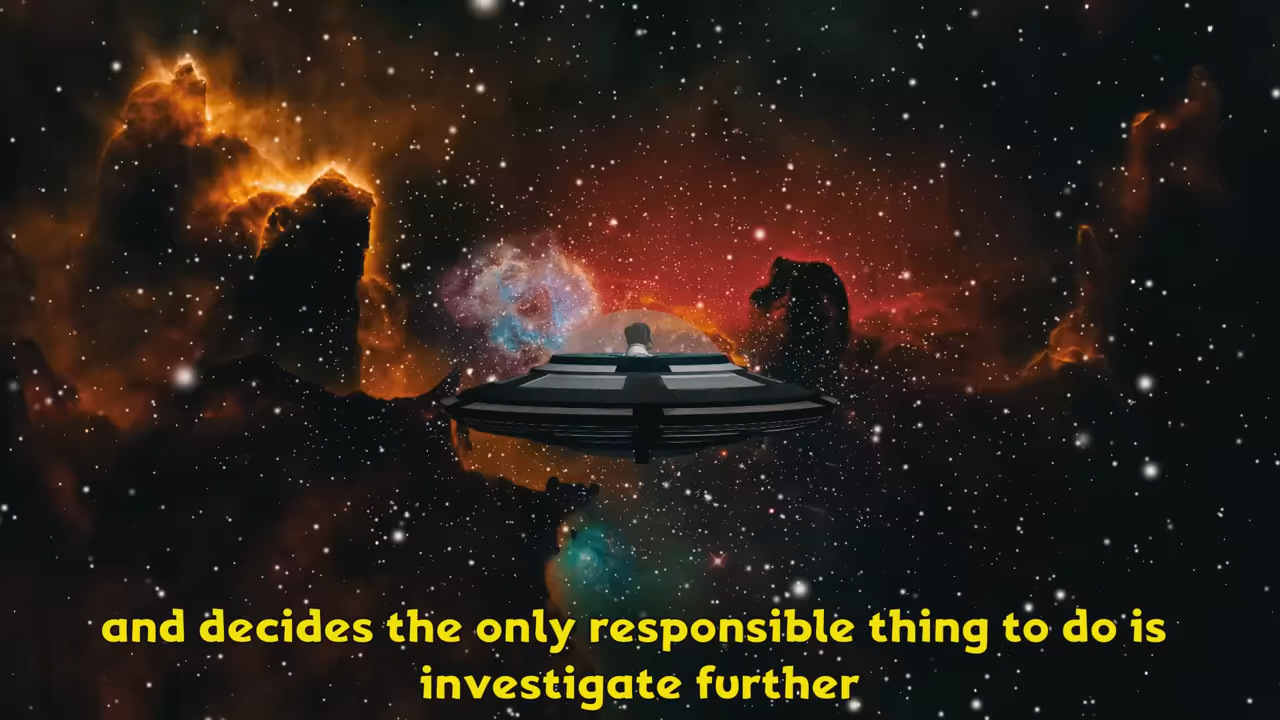 and decides the only responsible thing to do is
investigate further